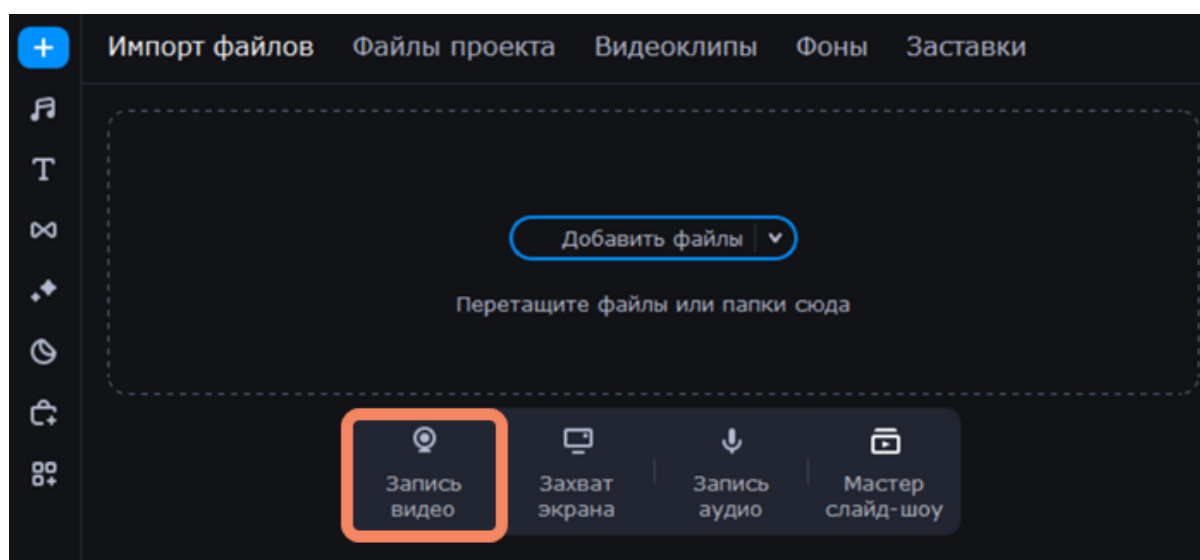 Импорт файлов Файлы проекта Видеоклипы Фоны Заставки
Добавить файлы
Перетащите файлы или папки сюда
Запись видео
Захват экрана
Запись аудио
Мастер слайд-шоу